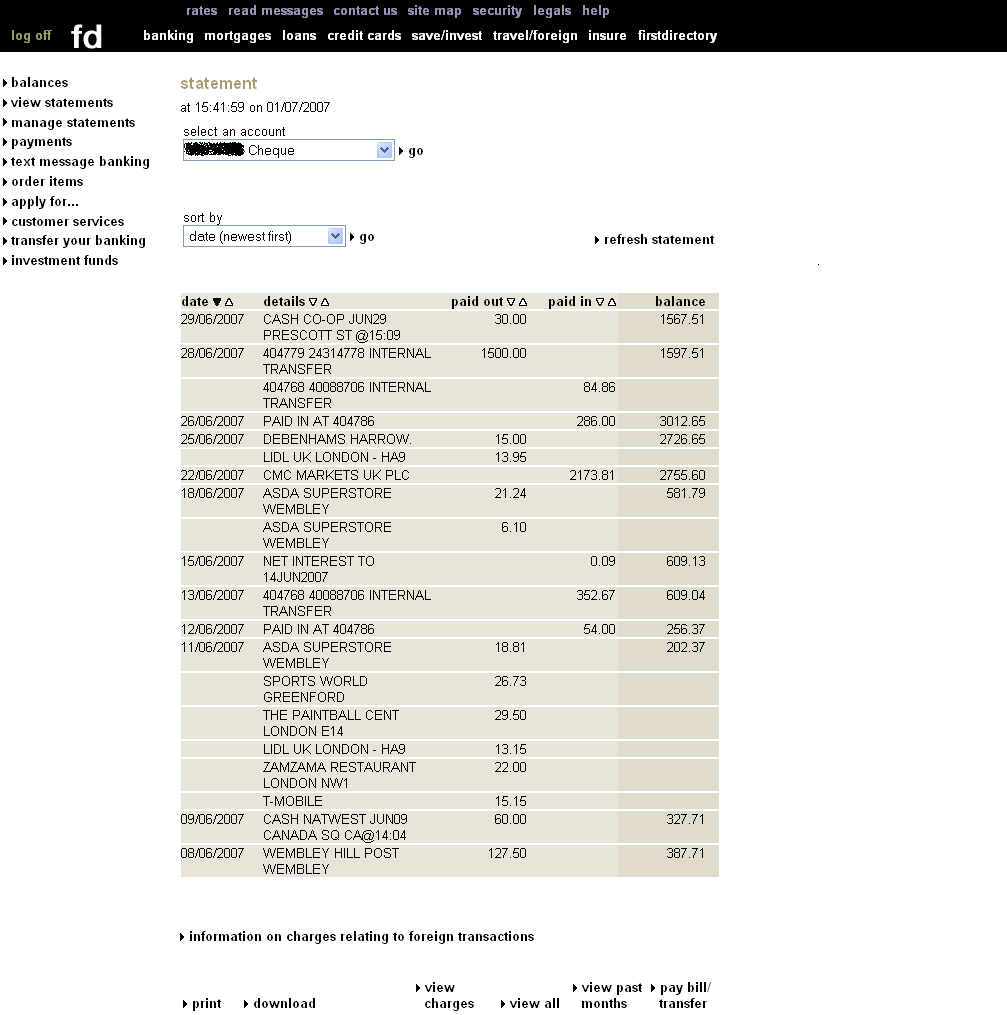 rates read messages contact us site map security legals help
log off fd banking mortgages loans credit cards save/invest travel/foreign insure firstdirectory
balances
view statements
manage statements
payments
text message banking
order items
apply for...
customer services
transfer your banking
investment funds
statement
at 15:41:59 on 01/07/2007
select an account
Cheque go
sort by
date (newest first) go
refresh statement
date details paid out paid in balance
29/06/2007 CASH CO-OP JUN29 30.00 1567.51
PRESCOTT ST @15:09
28/06/2007 404779 24314778 INTERNAL 1500.00 1597.51
TRANSFER
404768 40088706 INTERNAL 84.86
TRANSFER
26/06/2007 PAID IN AT 404786 286.00 3012.65
25/06/2007 DEBENHAMS HARROW. 15.00 2726.65
LIDL UK LONDON - HA9 13.95
22/06/2007 CMC MARKETS UK PLC 2173.81 2755.60
18/06/2007 ASDA SUPERSTORE 21.24 581.79
WEMBLEY
ASDA SUPERSTORE 6.10
WEMBLEY
15/06/2007 NET INTEREST TO 0.09 609.13
14JUN2007
13/06/2007 404768 40088706 INTERNAL 352.67 609.04
TRANSFER
12/06/2007 PAID IN AT 404786 54.00 256.37
11/06/2007 ASDA SUPERSTORE 18.81 202.37
WEMBLEY
SPORTS WORLD 26.73
GREENFORD
THE PAINTBALL CENT 29.50
LONDON E14
LIDL UK LONDON - HA9 13.15
ZAMZAMA RESTAURANT 22.00
LONDON NW1
T-MOBILE 15.15
09/06/2007 CASH NATWEST JUN09 60.00 327.71
CANADA SQ CA@14:04
08/06/2007 WEMBLEY HILL POST 127.50 387.71
WEMBLEY
information on charges relating to foreign transactions
print download view charges view all view past months pay bill/ transfer